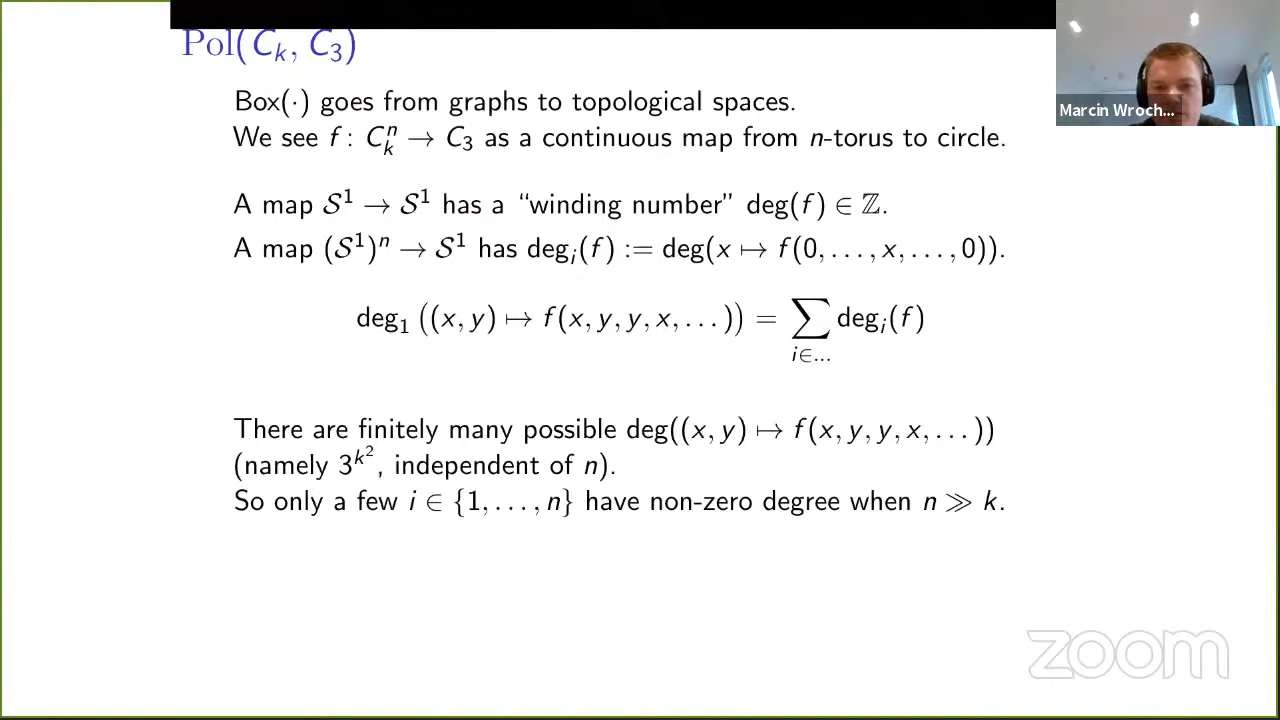 Pol(C_k, C_3)
Marcin Wroch...
Box(·) goes from graphs to topological spaces.
We see f : C_k^n → C_3 as a continuous map from n-torus to circle.
A map 𝒮^1 → 𝒮^1 has a “winding number” deg(f) ∈ ℤ.
A map (𝒮^1)^n → 𝒮^1 has deg_i(f) := deg(x ↦ f(0, . . . , x, . . . , 0)).
deg_1 ((x, y) ↦ f(x, y, y, x, . . . )) = ∑_{i∈...} deg_i(f)
There are finitely many possible deg((x, y) ↦ f(x, y, y, x, . . . ))
(namely 3^{k^2}, independent of n).
So only a few i ∈ {1, . . . , n} have non-zero degree when n ≫ k.
zoom